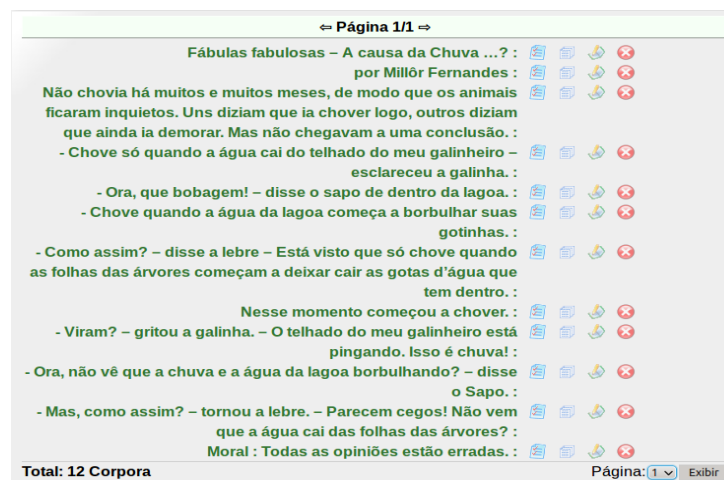 ⇦ Página 1/1 ⇨
Fábulas fabulosas – A causa da Chuva ...? :
por Millôr Fernandes :
Não chovia há muitos e muitos meses, de modo que os animais
ficaram inquietos. Uns diziam que ia chover logo, outros diziam
que ainda ia demorar. Mas não chegavam a uma conclusão. :
- Chove só quando a água cai do telhado do meu galinheiro –
esclareceu a galinha. :
- Ora, que bobagem! – disse o sapo de dentro da lagoa. :
- Chove quando a água da lagoa começa a borbulhar suas
gotinhas. :
- Como assim? – disse a lebre – Está visto que só chove quando
as folhas das árvores começam a deixar cair as gotas d’água que
tem dentro. :
Nesse momento começou a chover. :
- Viram? – gritou a galinha. – O telhado do meu galinheiro está
pingando. Isso é chuva! :
- Ora, não vê que a chuva e a água da lagoa borbulhando? – disse
o Sapo. :
- Mas, como assim? – tornou a lebre. – Parecem cegos! Não vem
que a água cai das folhas das árvores? :
Moral : Todas as opiniões estão erradas. :
Total: 12 Corpora Página: 1 Exibir